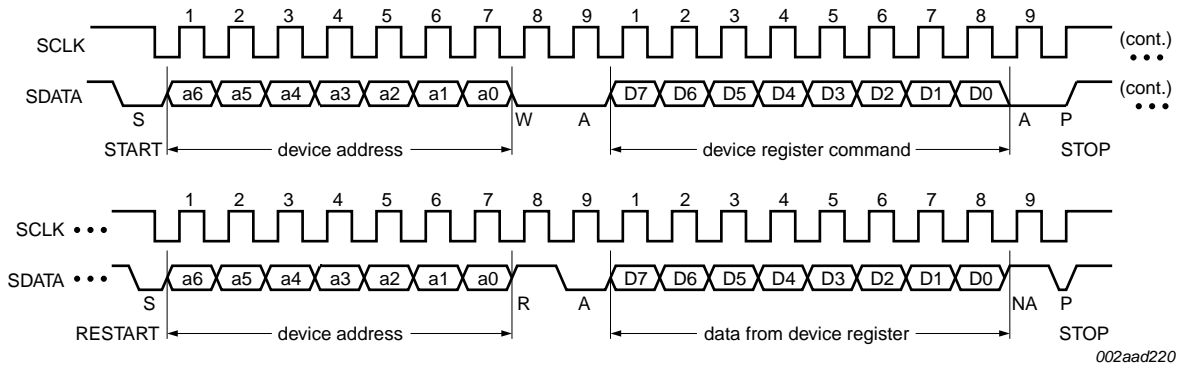 1 2 3 4 5 6 7 8 9 1 2 3 4 5 6 7 8 9
SCLK (cont.)
SDATA a6 a5 a4 a3 a2 a1 a0 D7 D6 D5 D4 D3 D2 D1 D0 (cont.)
S W A A P
START device address device register command STOP
1 2 3 4 5 6 7 8 9 1 2 3 4 5 6 7 8 9
SCLK
SDATA a6 a5 a4 a3 a2 a1 a0 D7 D6 D5 D4 D3 D2 D1 D0
S R A NA P
RESTART device address data from device register STOP
002aad220